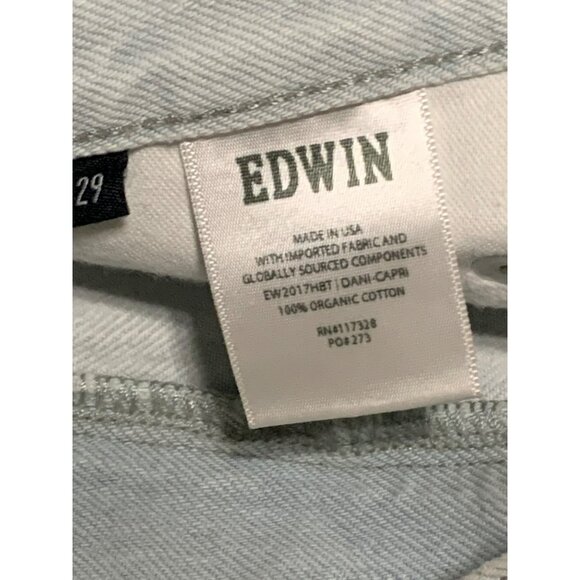 29
EDWIN
MADE IN USA
WITH IMPORTED FABRIC AND
GLOBALLY SOURCED COMPONENTS
EW2017HBT | DANI-CAPRI
100% ORGANIC COTTON
RN#117328
PO# 273